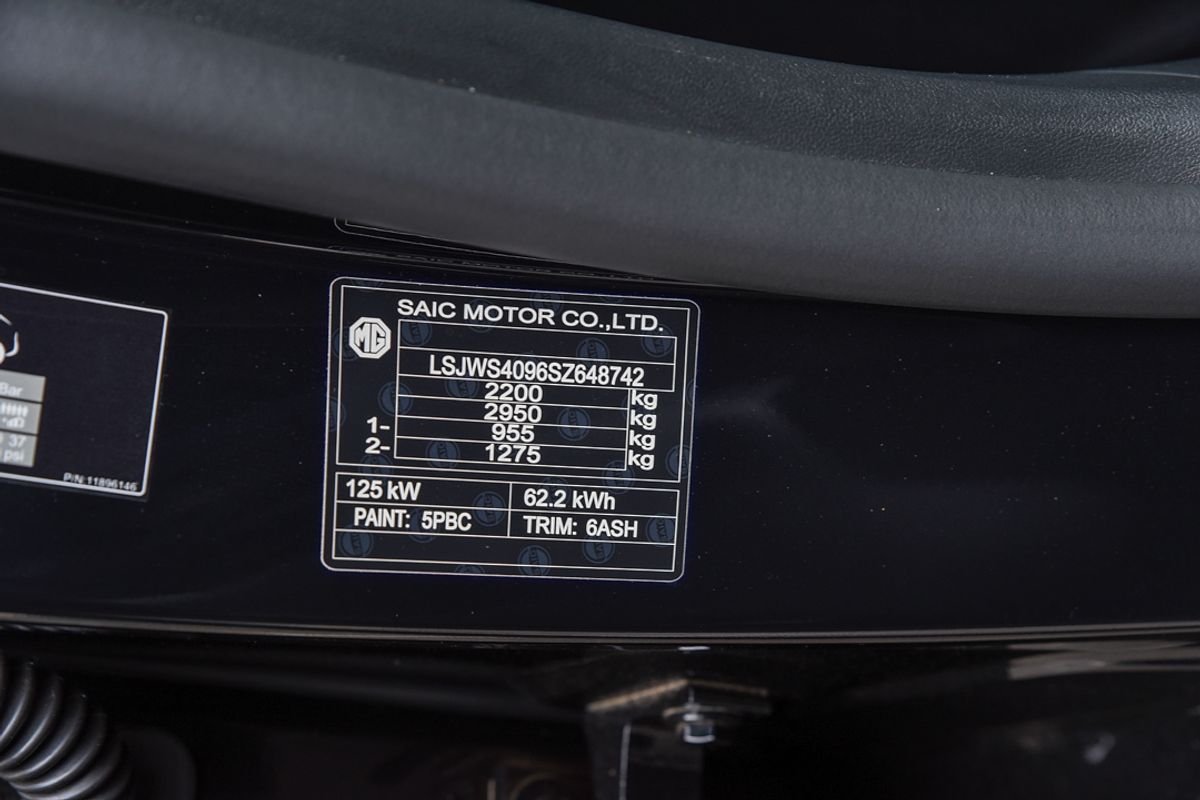 SAIC MOTOR CO.,LTD.
MG
LSJWS4096SZ648742
2200 kg
2950 kg
1- 955 kg
2- 1275 kg
125 kW 62.2 kWh
PAINT: 5PBC TRIM: 6ASH
Bar
37
psi
P/N:11896146